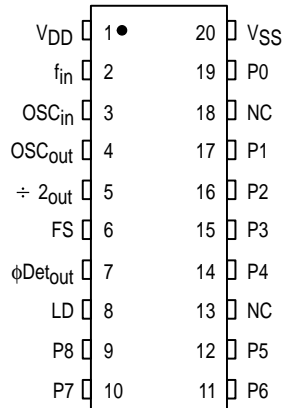 VDD 1 20 VSS
fin 2 19 P0
OSCin 3 18 NC
OSCout 4 17 P1
÷ 2out 5 16 P2
FS 6 15 P3
ϕDetout 7 14 P4
LD 8 13 NC
P8 9 12 P5
P7 10 11 P6